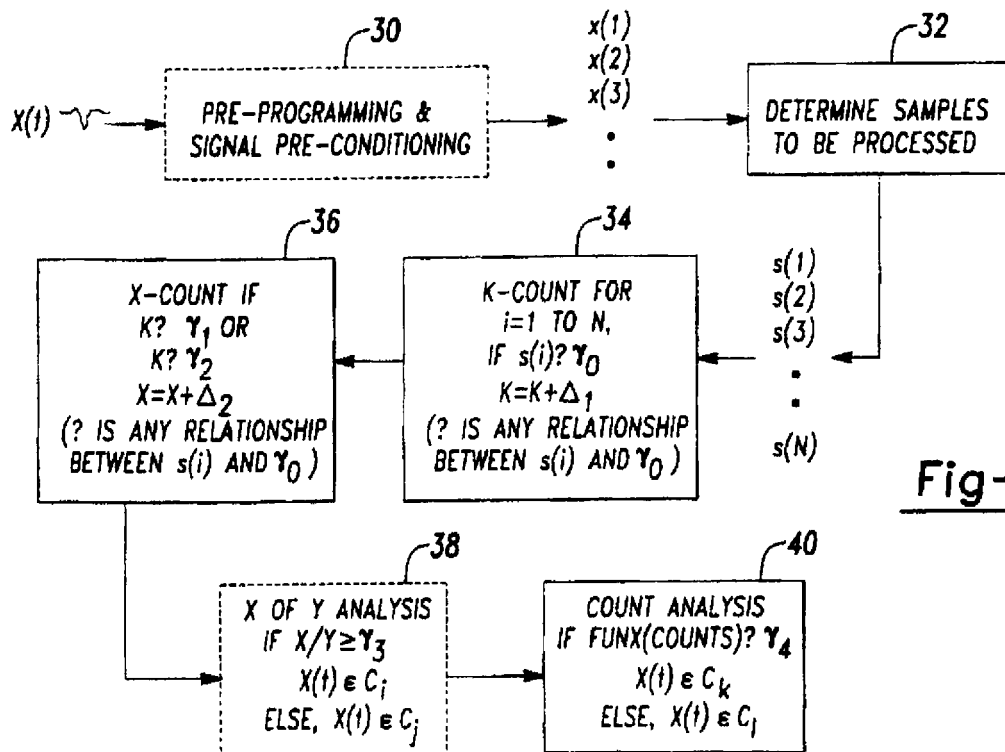 30
X(t)
PRE-PROGRAMMING &
SIGNAL PRE-CONDITIONING
x(1)
x(2)
x(3)
32
DETERMINE SAMPLES
TO BE PROCESSED
36
X-COUNT IF
K? γ1 OR
K? γ2
X=X+Δ2
(? IS ANY RELATIONSHIP
BETWEEN s(i) AND γ0)
34
K-COUNT FOR
i=1 TO N,
IF s(i)? γ0
K=K+Δ1
(? IS ANY RELATIONSHIP
BETWEEN s(i) AND γ0)
s(1)
s(2)
s(3)
s(N)
Fig-
38
X OF Y ANALYSIS
IF X/Y≥γ3
X(t) ε Ci
ELSE, X(t) ε Cj
40
COUNT ANALYSIS
IF FUNX(COUNTS)? γ4
X(t) ε Ck
ELSE, X(t) ε Cl